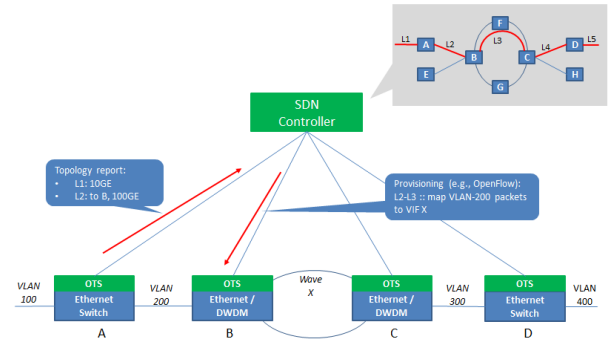 F
L1
A
L2
L3
L4
D
L5
B
C
E
H
G
SDN
Controller
Topology report:
• L1: 10GE
• L2: to B, 100GE
Provisioning (e.g., OpenFlow):
L2-L3 :: map VLAN-200 packets
to VIF X
VLAN
100
OTS
Ethernet
Switch
A
VLAN
200
OTS
Ethernet /
DWDM
B
Wave
X
OTS
Ethernet /
DWDM
C
VLAN
300
OTS
Ethernet
Switch
D
VLAN
400